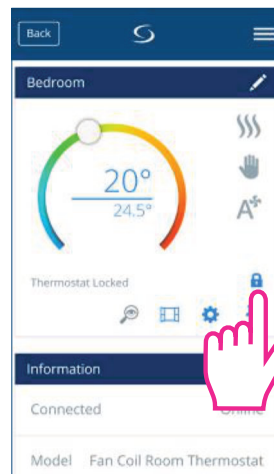 Back
Bedroom
20°
24.5°
A
Thermostat Locked
Information
Connected Online
Model Fan Coil Room Thermostat